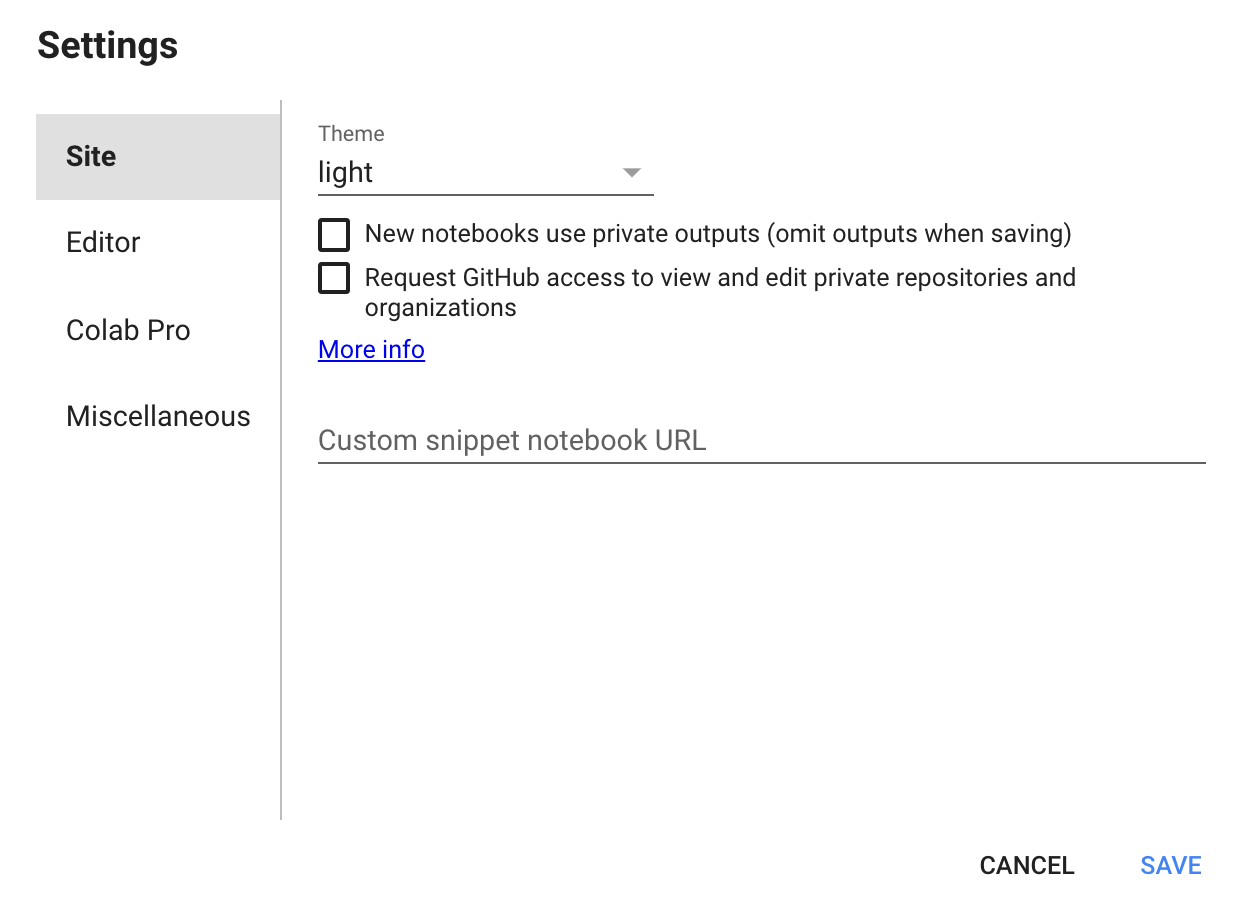 Settings
Site
Editor
Colab Pro
Miscellaneous
Theme
light
New notebooks use private outputs (omit outputs when saving)
Request GitHub access to view and edit private repositories and
organizations
More info
Custom snippet notebook URL
CANCEL
SAVE